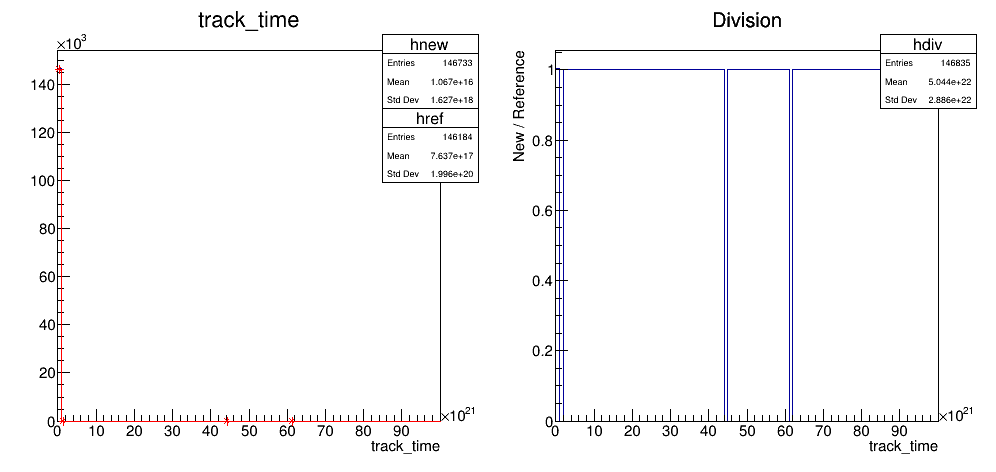 track_time
×10³
hnew
Entries 146733
Mean 1.067e+16
Std Dev 1.627e+18
href
Entries 146184
Mean 7.637e+17
Std Dev 1.996e+20
140
120
100
80
60
40
20
0
0 10 20 30 40 50 60 70 80 90
×10²¹
track_time
Division
hdiv
Entries 146835
Mean 5.044e+22
Std Dev 2.886e+22
New / Reference
1
0.8
0.6
0.4
0.2
0
0 10 20 30 40 50 60 70 80 90
×10²¹
track_time